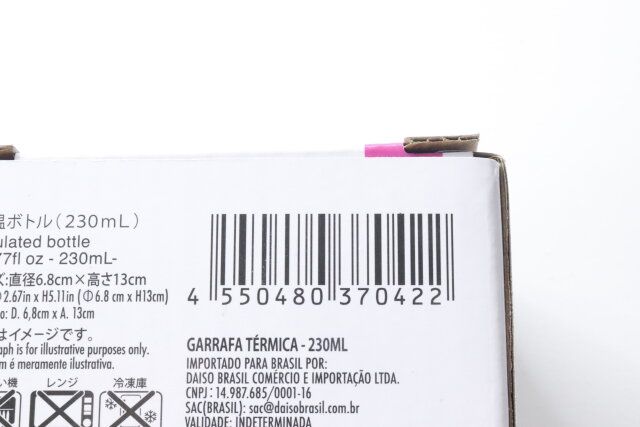 温ボトル(230mL)
ulated bottle
77fl oz - 230mL-
ズ:直径6.8cm×高さ13cm
2.67in x H5.11in (Φ6.8 cm x H13cm)
o: D. 6,8cm x A. 13cm
はイメージです。
aph is for illustrative purposes only.
m é meramente ilustrativa.
い機 レンジ 冷凍庫
4 550480 370422
GARRAFA TÉRMICA - 230ML
IMPORTADO PARA BRASIL POR:
DAISO BRASIL COMÉRCIO E IMPORTAÇÃO LTDA.
CNPJ : 14.987.685/0001-16
SAC(BRASIL): sac@daisobrasil.com.br
VALIDADE: INDETERMINADA